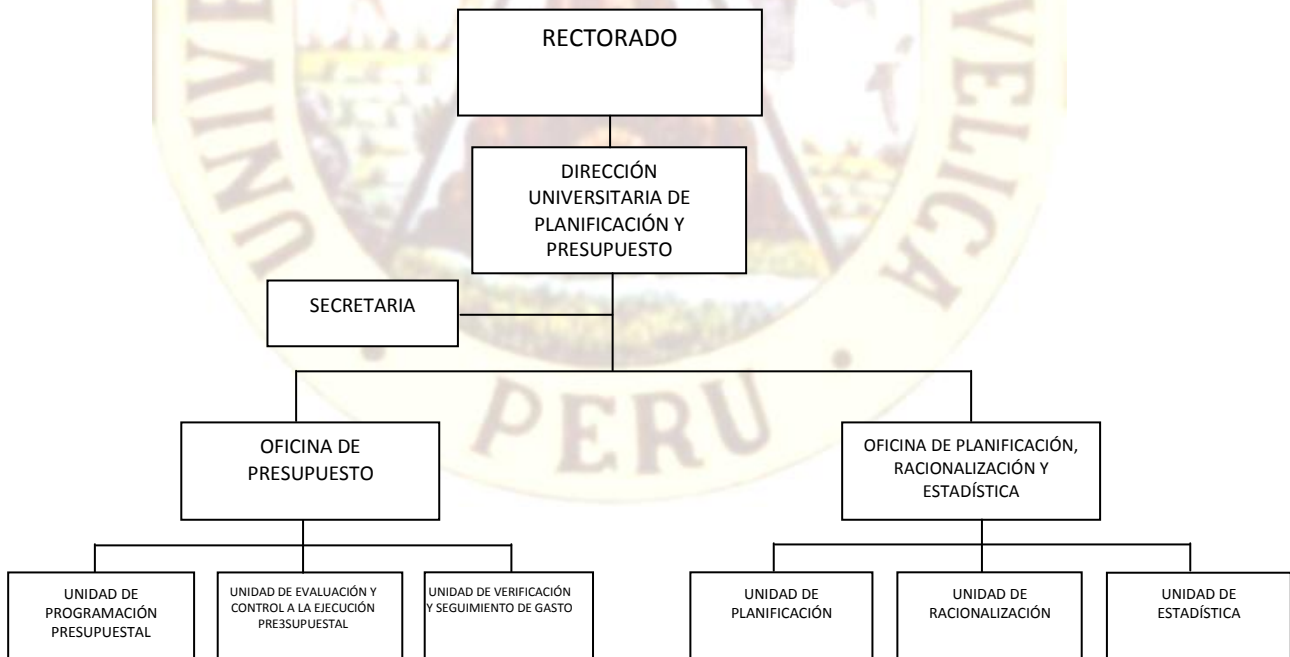 UNIVE
VELICA
PERU
RECTORADO
DIRECCIÓN
UNIVERSITARIA DE
PLANIFICACIÓN Y
PRESUPUESTO
SECRETARIA
OFICINA DE
PRESUPUESTO
OFICINA DE PLANIFICACIÓN,
RACIONALIZACIÓN Y
ESTADÍSTICA
UNIDAD DE
PROGRAMACIÓN
PRESUPUESTAL
UNIDAD DE EVALUACIÓN Y
CONTROL A LA EJECUCIÓN
PRE3SUPUESTAL
UNIDAD DE VERIFICACIÓN
Y SEGUIMIENTO DE GASTO
UNIDAD DE
PLANIFICACIÓN
UNIDAD DE
RACIONALIZACIÓN
UNIDAD DE
ESTADÍSTICA